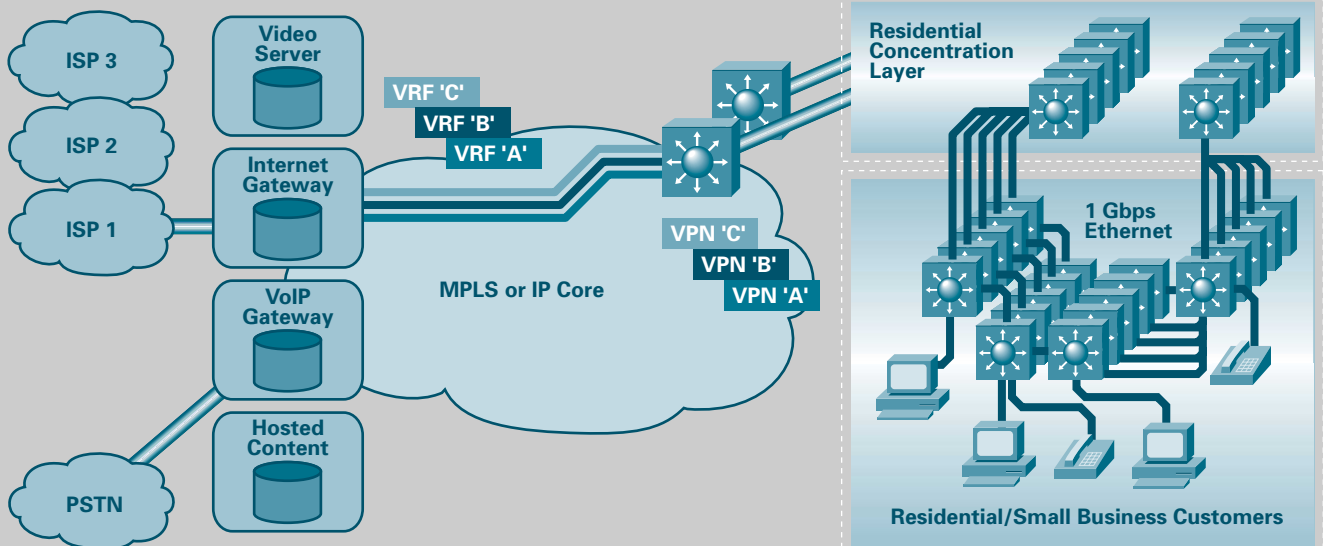 ISP 3
ISP 2
ISP 1
PSTN
Video
Server
Internet
Gateway
VoIP
Gateway
Hosted
Content
VRF 'C'
VRF 'B'
VRF 'A'
MPLS or IP Core
VPN 'C'
VPN 'B'
VPN 'A'
Residential
Concentration
Layer
1 Gbps
Ethernet
Residential/Small Business Customers